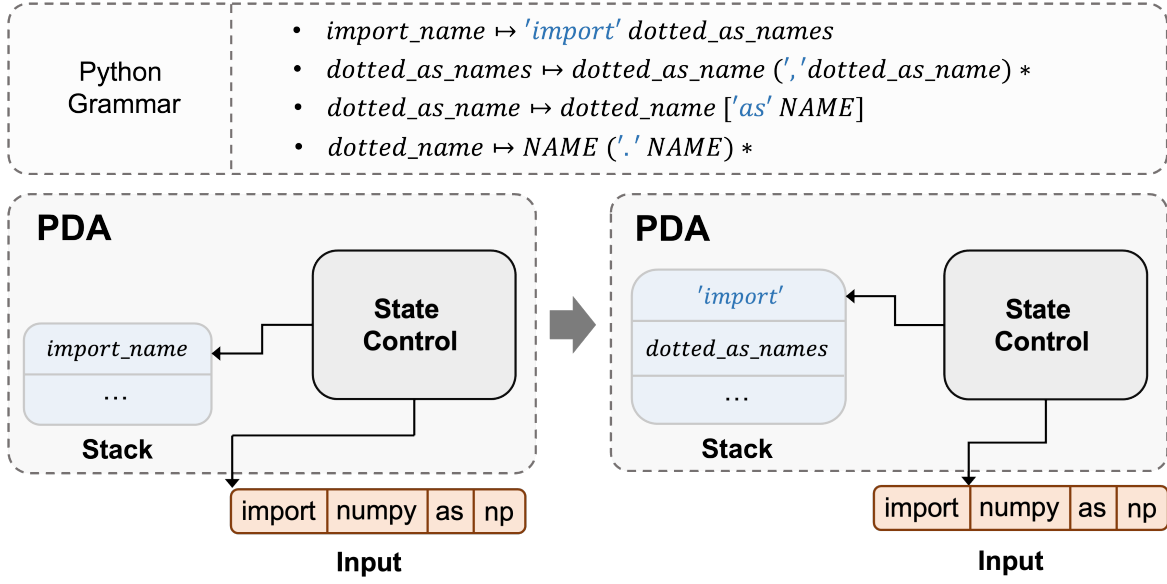 Python
Grammar
• import_name ↦ 'import' dotted_as_names
• dotted_as_names ↦ dotted_as_name (','dotted_as_name) *
• dotted_as_name ↦ dotted_name ['as' NAME]
• dotted_name ↦ NAME ('.' NAME) *
PDA
State
Control
import_name
...
Stack
import numpy as np
Input
PDA
'import'
dotted_as_names
...
State
Control
Stack
import numpy as np
Input